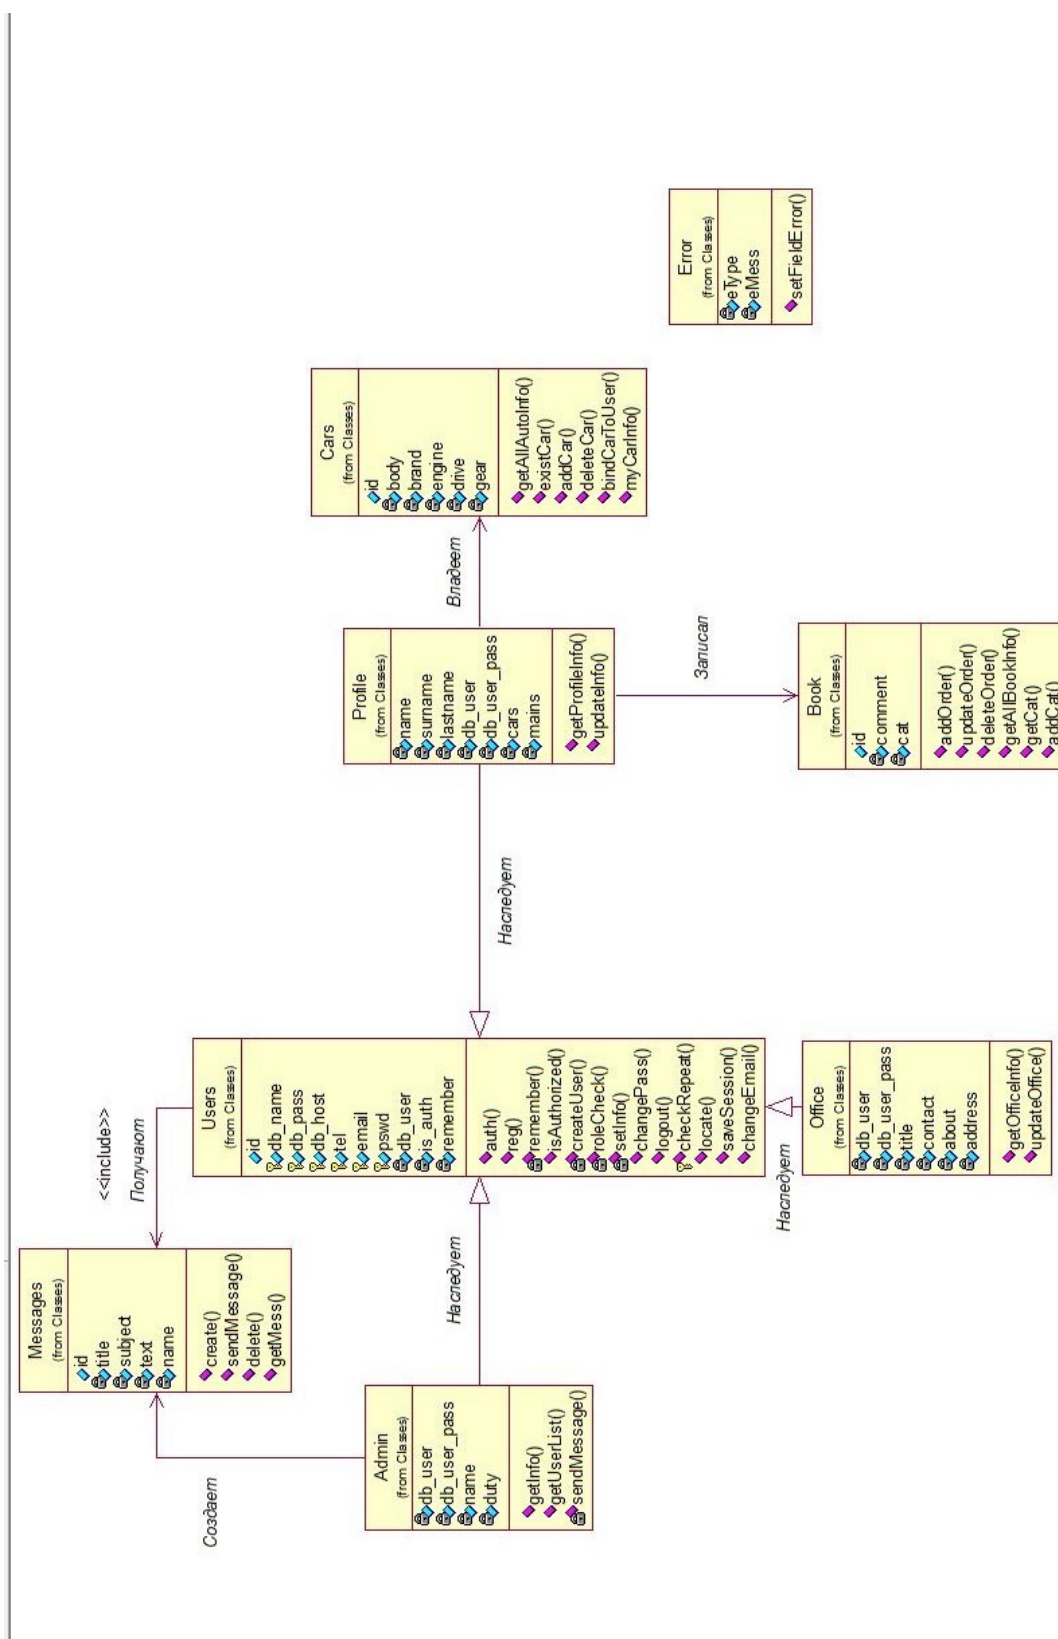 Messages
(from Classes)
id
title
subject
text
name
create()
sendMessage()
delete()
getMess()
Создает
<<include>>
Получают
Admin
(from Classes)
db_user
db_user_pass
name
duty
getInfo()
getUserList()
sendMessage()
Наследует
Users
(from Classes)
id
db_name
db_pass
db_host
tel
email
pswd
db_user
is_auth
remember
auth()
reg()
remember()
isAuthorized()
createUser()
roleCheck()
setInfo()
changePass()
logout()
checkRepeat()
locate()
saveSession()
changeEmail()
Наследует
Profile
(from Classes)
name
surname
lastname
db_user
db_user_pass
cars
mains
getProfileInfo()
updateInfo()
Владеет
Cars
(from Classes)
id
body
brand
engine
drive
gear
getAllAutoInfo()
existCar()
addCar()
deleteCar()
bindCarToUser()
myCarInfo()
Error
(from Classes)
eType
eMess
setFieldError()
Наследует
Office
(from Classes)
db_user
db_user_pass
title
contact
about
address
getOfficeInfo()
updateOffice()
Записал
Book
(from Classes)
id
comment
cat
addOrder()
updateOrder()
deleteOrder()
getAllBookInfo()
getCat()
addCat()